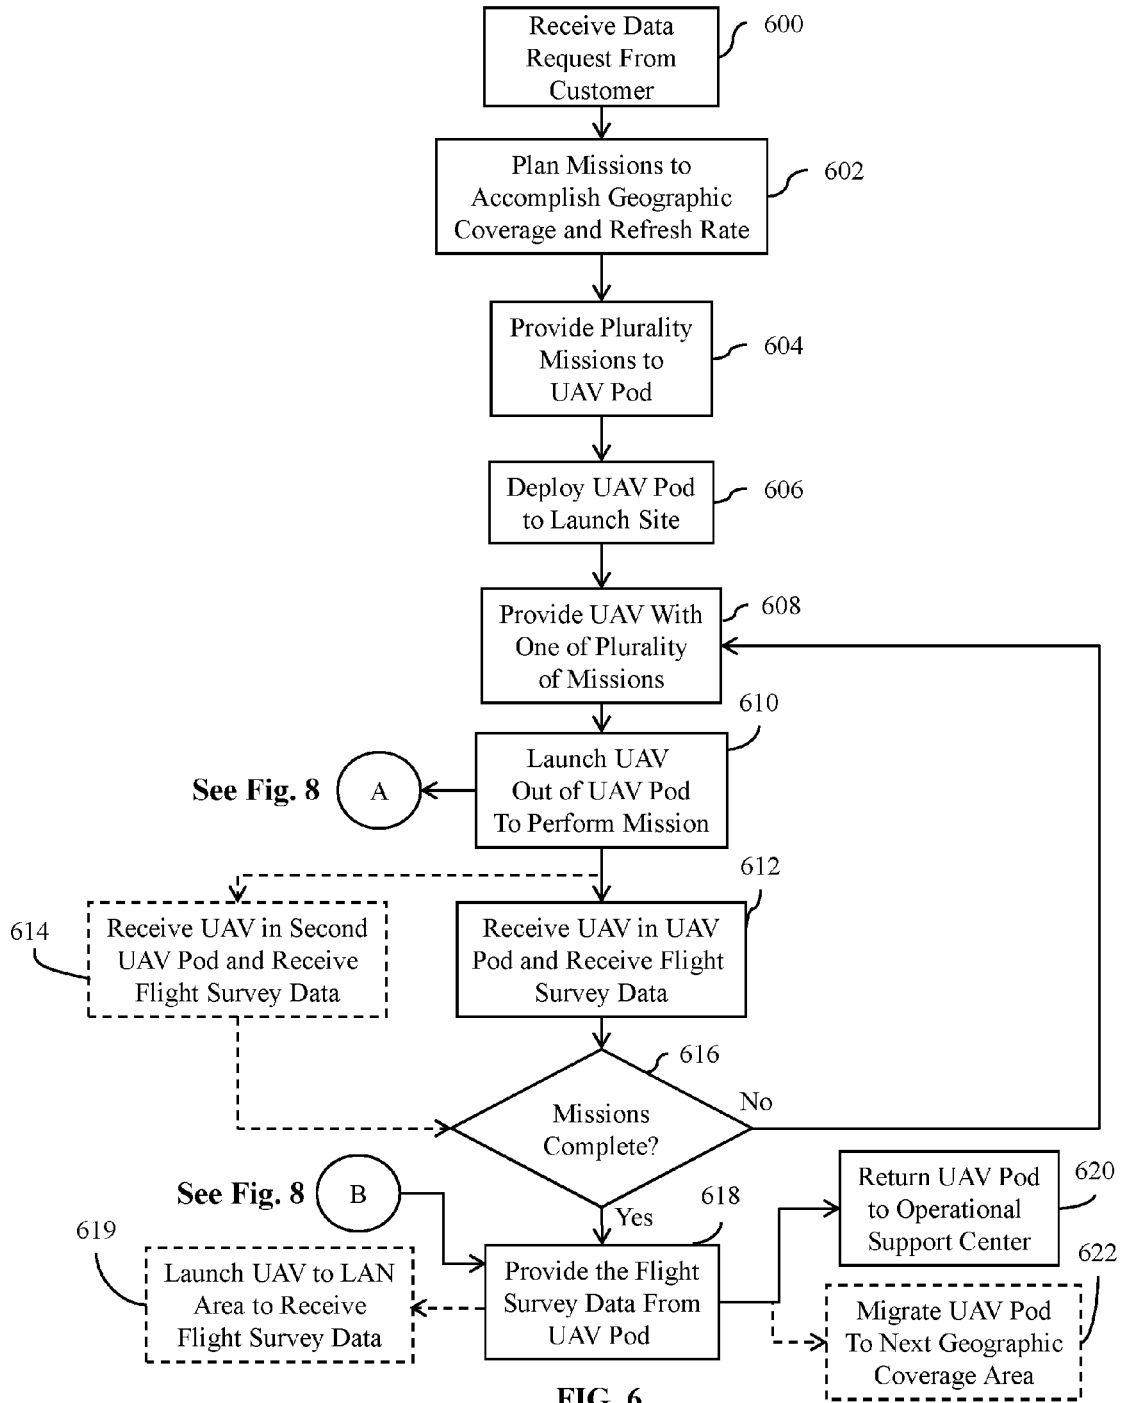 Receive Data
Request From
Customer
600
Plan Missions to
Accomplish Geographic
Coverage and Refresh Rate
602
Provide Plurality
Missions to
UAV Pod
604
Deploy UAV Pod
to Launch Site
606
Provide UAV With
One of Plurality
of Missions
608
Launch UAV
Out of UAV Pod
To Perform Mission
610
See Fig. 8
A
Receive UAV in Second
UAV Pod and Receive
Flight Survey Data
614
Receive UAV in UAV
Pod and Receive Flight
Survey Data
612
Missions
Complete?
616
No
Yes
See Fig. 8
B
Provide the Flight
Survey Data From
UAV Pod
618
Launch UAV to LAN
Area to Receive
Flight Survey Data
619
Return UAV Pod
to Operational
Support Center
620
Migrate UAV Pod
To Next Geographic
Coverage Area
622
FIG. 6